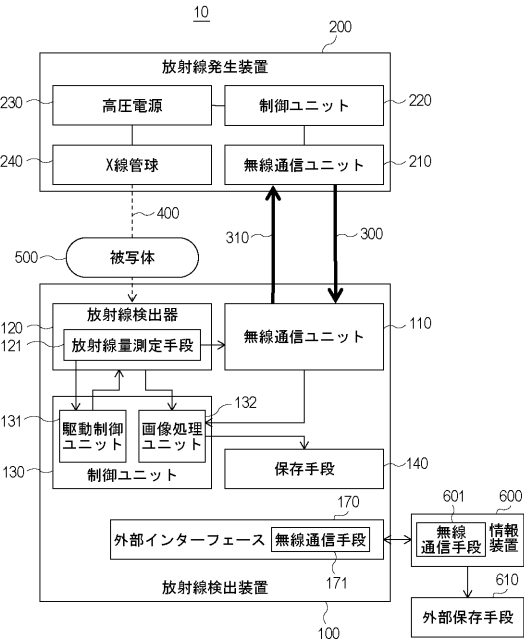 10
200
放射線発生装置
230
高圧電源
制御ユニット
220
240
X線管球
無線通信ユニット
210
400
310
300
500
被写体
放射線検出器
120
121
放射線量測定手段
無線通信ユニット
110
131
駆動制御
ユニット
画像処理
ユニット
132
130
制御ユニット
保存手段
140
170
外部インターフェース
無線通信手段
171
放射線検出装置
100
600
601
無線
通信手段
情報
装置
610
外部保存手段